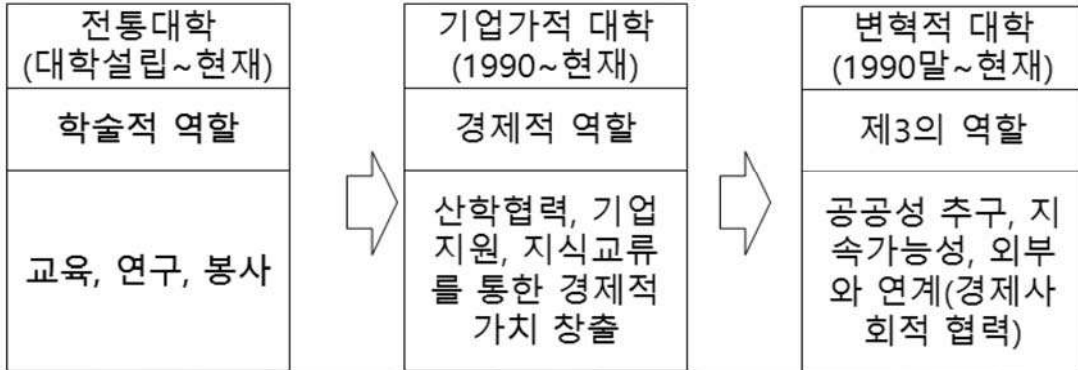 전통대학
(대학설립~현재)
학술적 역할
교육, 연구, 봉사
기업가적 대학
(1990~현재)
경제적 역할
산학협력, 기업
지원, 지식교류
를 통한 경제적
가치 창출
변혁적 대학
(1990말~현재)
제3의 역할
공공성 추구, 지
속가능성, 외부
와 연계(경제사
회적 협력)